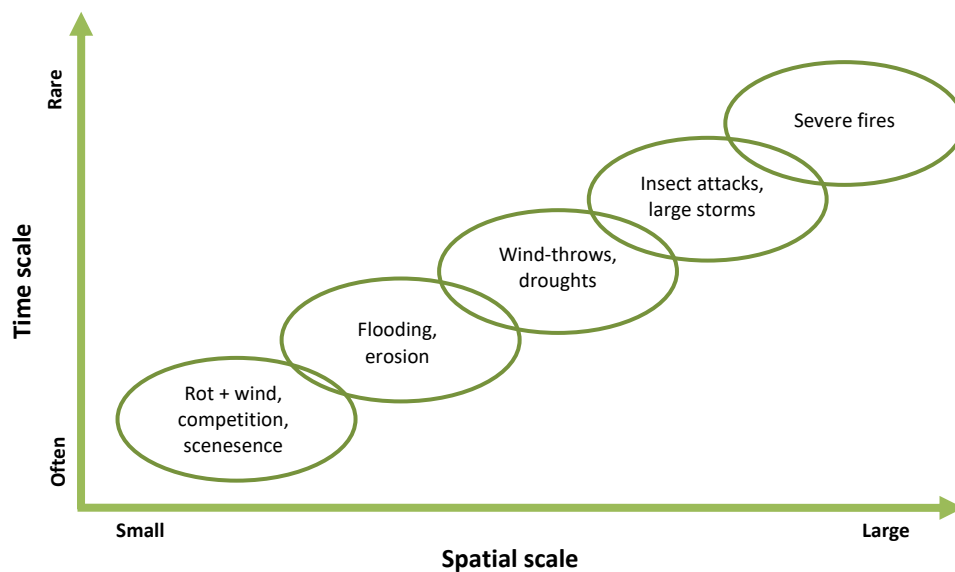 Rare
Severe fires
Insect attacks,
large storms
Wind-throws,
droughts
Time scale
Flooding,
erosion
Rot + wind,
competition,
scenesence
Often
Small
Large
Spatial scale